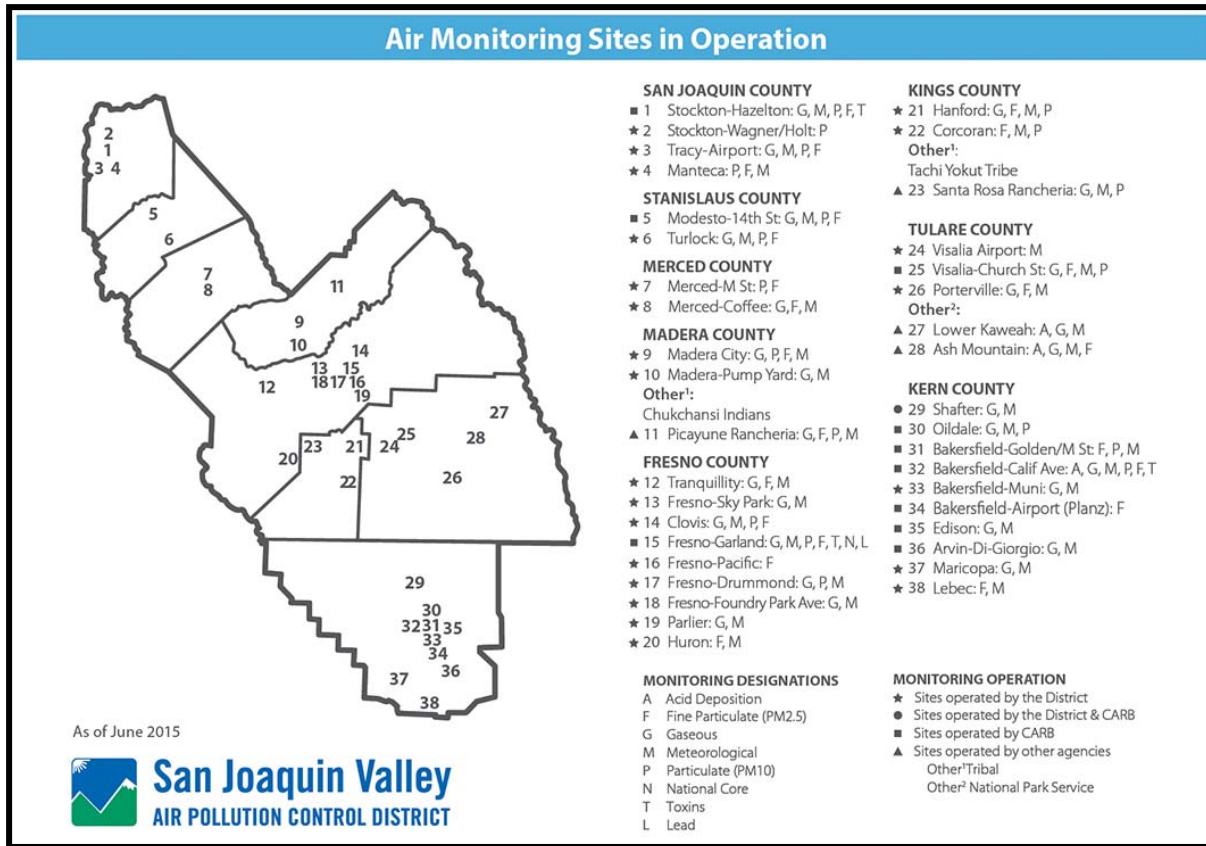 Air Monitoring Sites in Operation
2
1
3 4
5
6
7
8
11
9
10
14
13 15
12 18 17 16
19
27
25
28
23 21 24
20
26
22
29
30
32 31 35
33
34
36
37
38
As of June 2015
San Joaquin Valley
AIR POLLUTION CONTROL DISTRICT
SAN JOAQUIN COUNTY
■ 1 Stockton-Hazelton: G, M, P, F, T
★ 2 Stockton-Wagner/Holt: P
★ 3 Tracy-Airport: G, M, P, F
★ 4 Manteca: P, F, M
STANISLAUS COUNTY
■ 5 Modesto-14th St: G, M, P, F
★ 6 Turlock: G, M, P, F
MERCED COUNTY
★ 7 Merced-M St: P, F
★ 8 Merced-Coffee: G, F, M
MADERA COUNTY
★ 9 Madera City: G, P, F, M
★ 10 Madera-Pump Yard: G, M
Other¹:
Chukchansi Indians
▲ 11 Picayune Rancheria: G, F, P, M
FRESNO COUNTY
★ 12 Tranquillity: G, F, M
★ 13 Fresno-Sky Park: G, M
★ 14 Clovis: G, M, P, F
■ 15 Fresno-Garland: G, M, P, F, T, N, L
★ 16 Fresno-Pacific: F
★ 17 Fresno-Drummond: G, P, M
★ 18 Fresno-Foundry Park Ave: G, M
★ 19 Parlier: G, M
★ 20 Huron: F, M
KINGS COUNTY
★ 21 Hanford: G, F, M, P
★ 22 Corcoran: F, M, P
Other¹:
Tachi Yokut Tribe
▲ 23 Santa Rosa Rancheria: G, M, P
TULARE COUNTY
★ 24 Visalia Airport: M
■ 25 Visalia-Church St: G, F, M, P
★ 26 Porterville: G, F, M
Other²:
▲ 27 Lower Kaweah: A, G, M
▲ 28 Ash Mountain: A, G, M, F
KERN COUNTY
● 29 Shafter: G, M
■ 30 Oildale: G, M, P
■ 31 Bakersfield-Golden/M St: F, P, M
■ 32 Bakersfield-Calif Ave: A, G, M, P, F, T
★ 33 Bakersfield-Muni: G, M
■ 34 Bakersfield-Airport (Planz): F
■ 35 Edison: G, M
■ 36 Arvin-Di-Giorgio: G, M
★ 37 Maricopa: G, M
★ 38 Lebec: F, M
MONITORING DESIGNATIONS
A Acid Deposition
F Fine Particulate (PM2.5)
G Gaseous
M Meteorological
P Particulate (PM10)
N National Core
T Toxins
L Lead
MONITORING OPERATION
★ Sites operated by the District
● Sites operated by the District & CARB
■ Sites operated by CARB
▲ Sites operated by other agencies
Other¹Tribal
Other² National Park Service